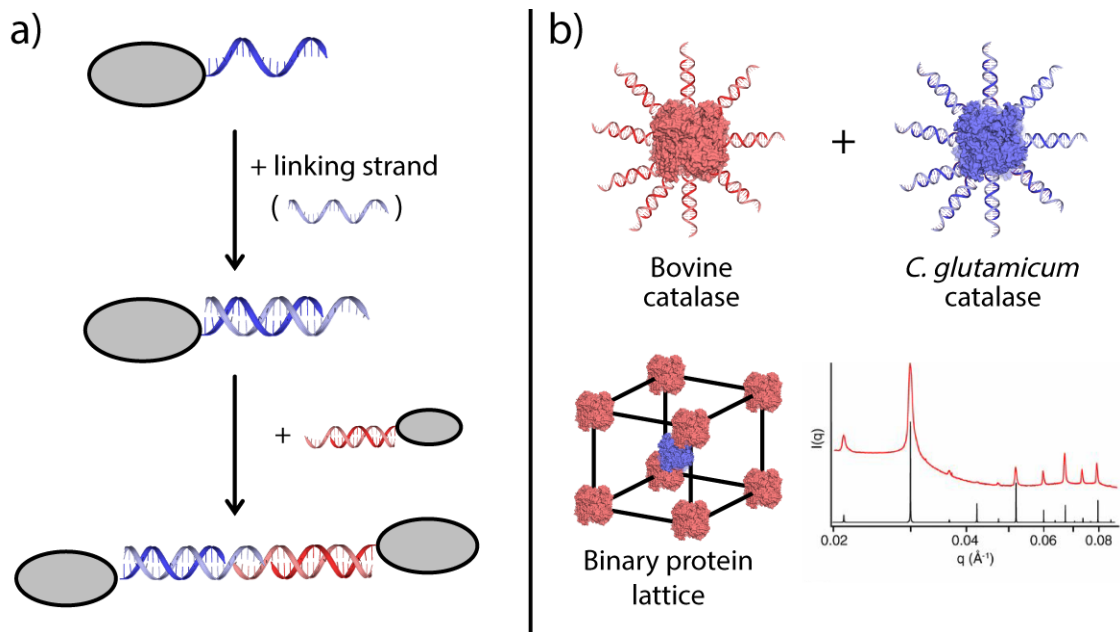 a)
+ linking strand
( )
+
b)
+
Bovine
catalase
C. glutamicum
catalase
Binary protein
lattice
I(q)
0.02
0.04
0.06
0.08
q (Å⁻¹)